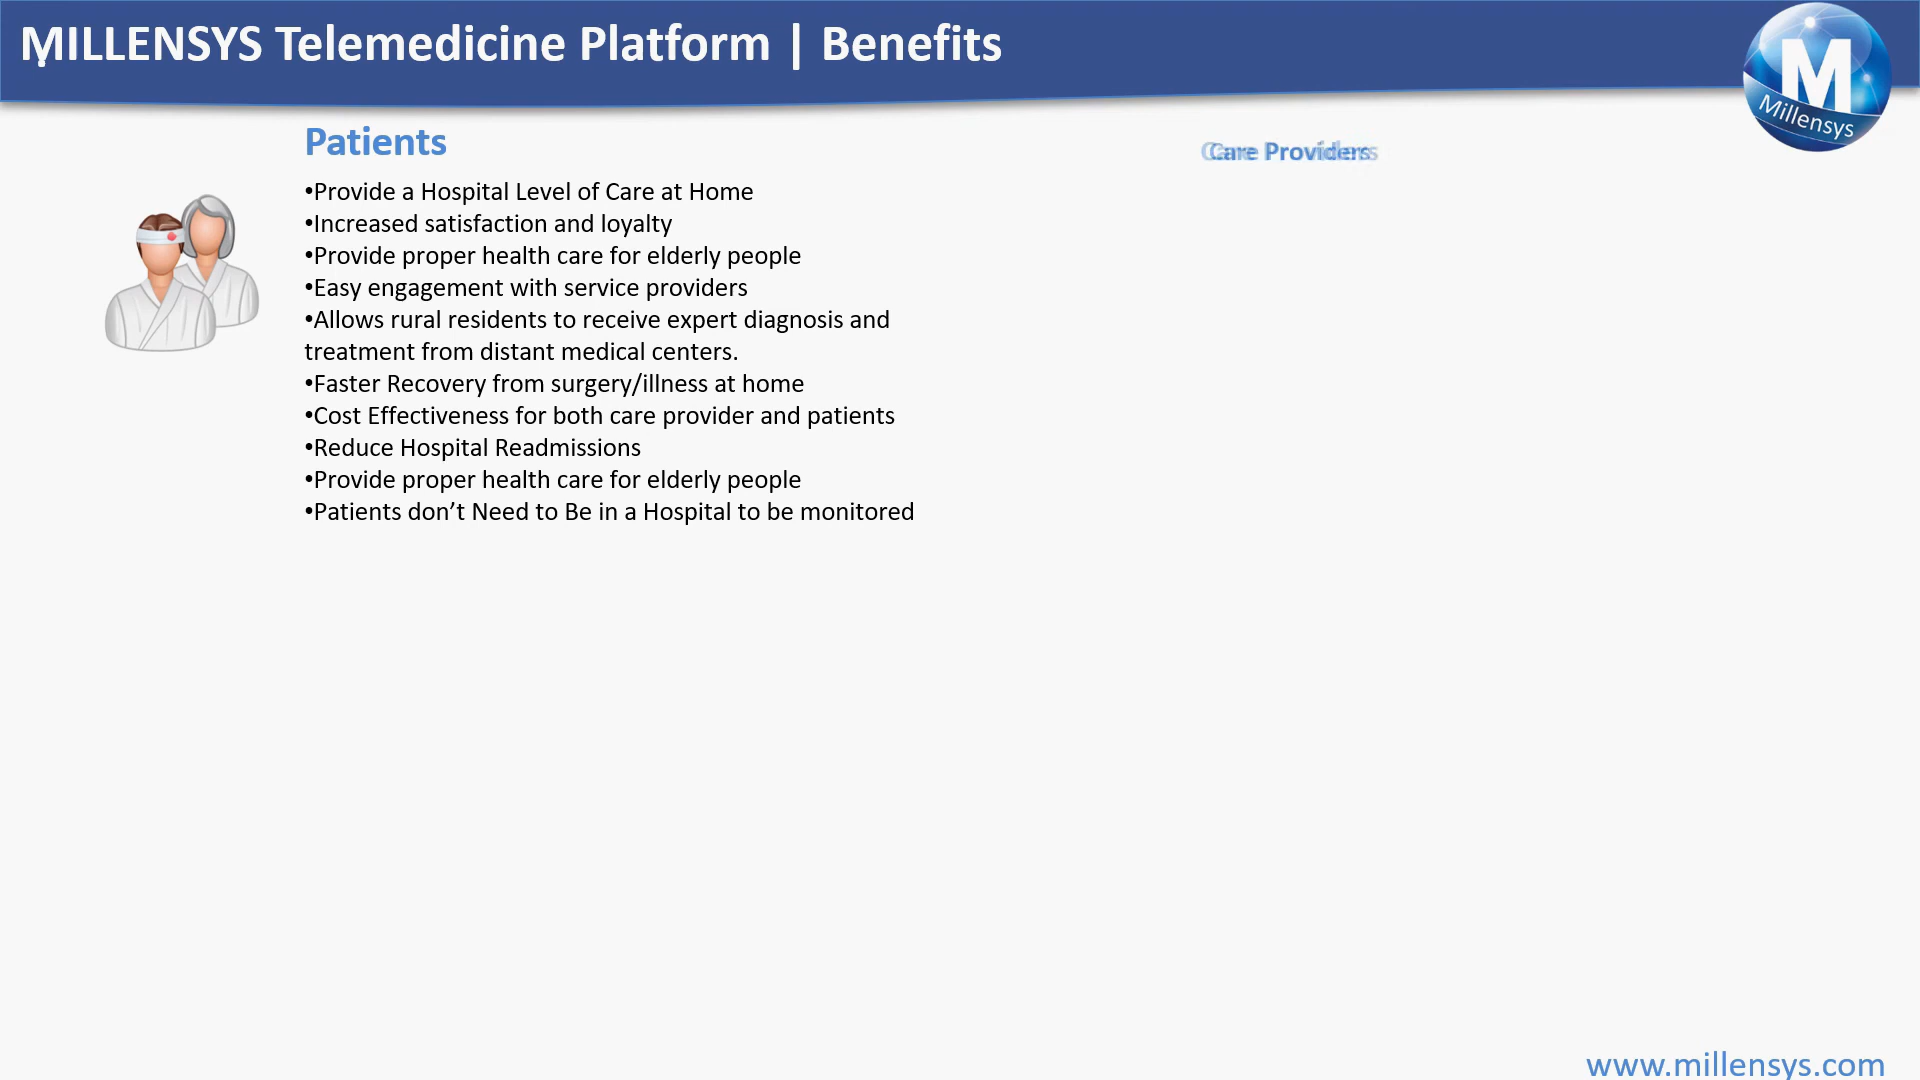 MILLENSYS Telemedicine Platform | Benefits
M
Millensys
Patients
•Provide a Hospital Level of Care at Home
•Increased satisfaction and loyalty
•Provide proper health care for elderly people
•Easy engagement with service providers
•Allows rural residents to receive expert diagnosis and
treatment from distant medical centers.
•Faster Recovery from surgery/illness at home
•Cost Effectiveness for both care provider and patients
•Reduce Hospital Readmissions
•Provide proper health care for elderly people
•Patients don’t Need to Be in a Hospital to be monitored
Care Providers
www.millensys.com